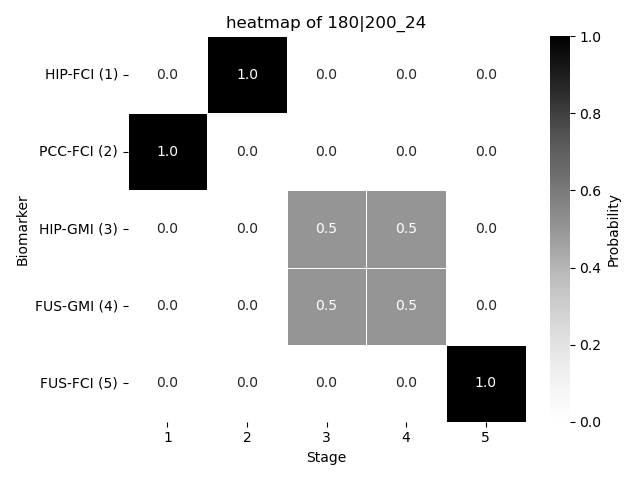 heatmap of 180|200_24
HIP-FCI (1)
0.0 1.0 0.0 0.0 0.0
PCC-FCI (2)
1.0 0.0 0.0 0.0 0.0
HIP-GMI (3)
0.0 0.0 0.5 0.5 0.0
FUS-GMI (4)
0.0 0.0 0.5 0.5 0.0
FUS-FCI (5)
0.0 0.0 0.0 0.0 1.0
Biomarker
1 2 3 4 5
Stage
1.0
0.8
0.6
0.4
0.2
0.0
Probability